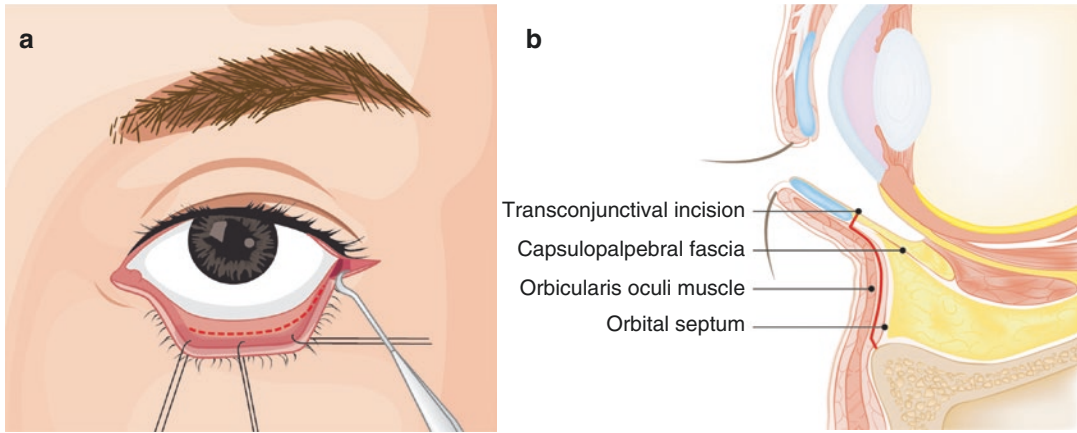 a
b
Transconjunctival incision
Capsulopalpebral fascia
Orbicularis oculi muscle
Orbital septum